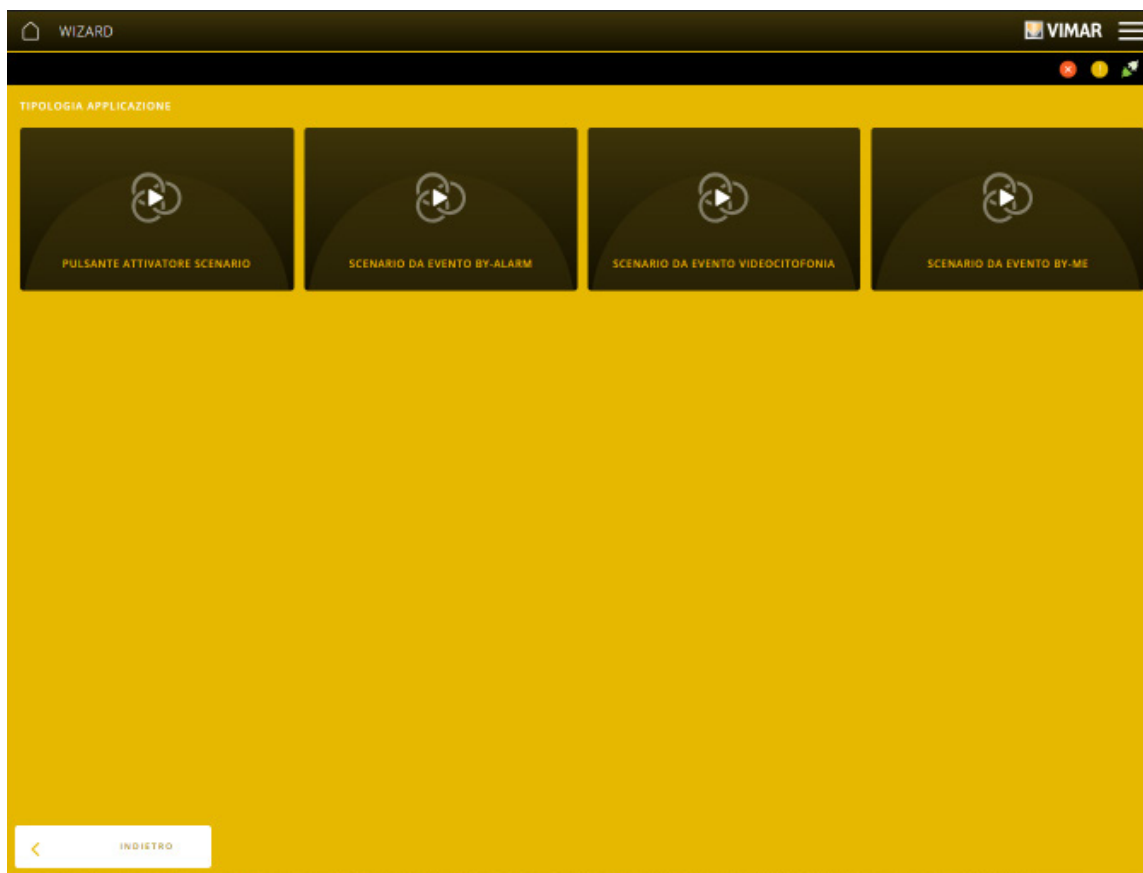 WIZARD
VIMAR
TIPOLOGIA APPLICAZIONE
PULSANTE ATTIVATORE SCENARIO
SCENARIO DA EVENTO BY-ALARM
SCENARIO DA EVENTO VIDEOCITOFONIA
SCENARIO DA EVENTO BY-ME
INDIETRO